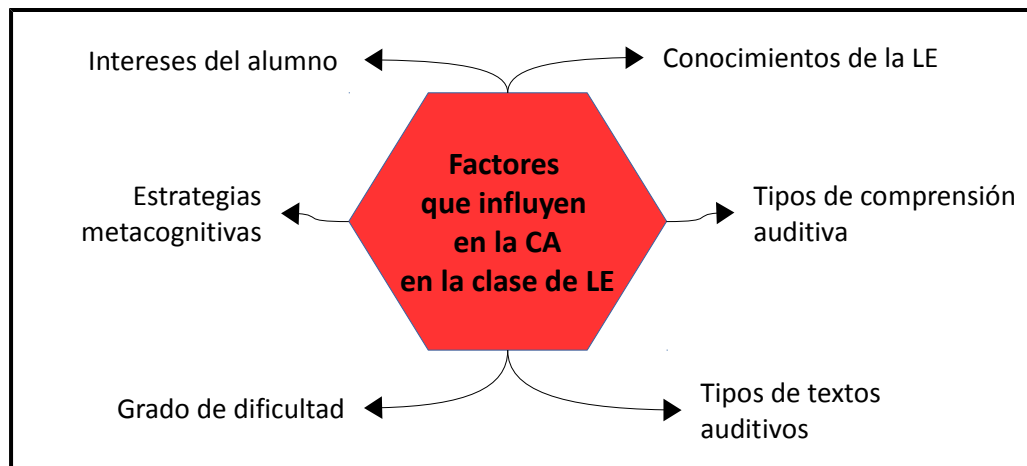 Intereses del alumno
Conocimientos de la LE
Factores
que influyen
en la CA
en la clase de LE
Estrategias
metacognitivas
Tipos de comprensión
auditiva
Grado de dificultad
Tipos de textos
auditivos